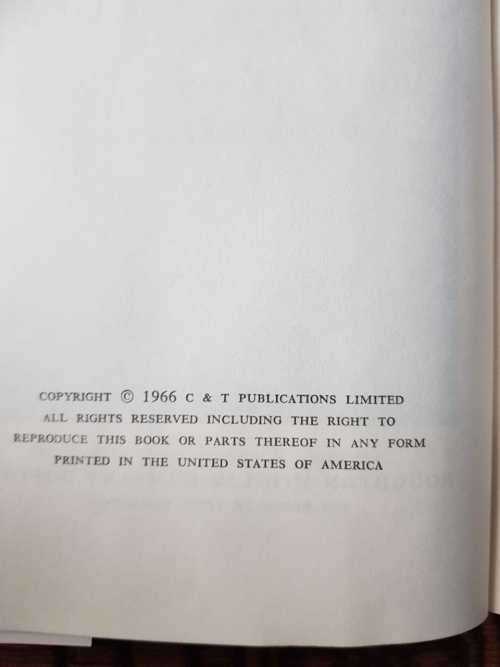 COPYRIGHT © 1966 C & T PUBLICATIONS LIMITED
ALL RIGHTS RESERVED INCLUDING THE RIGHT TO
REPRODUCE THIS BOOK OR PARTS THEREOF IN ANY FORM
PRINTED IN THE UNITED STATES OF AMERICA